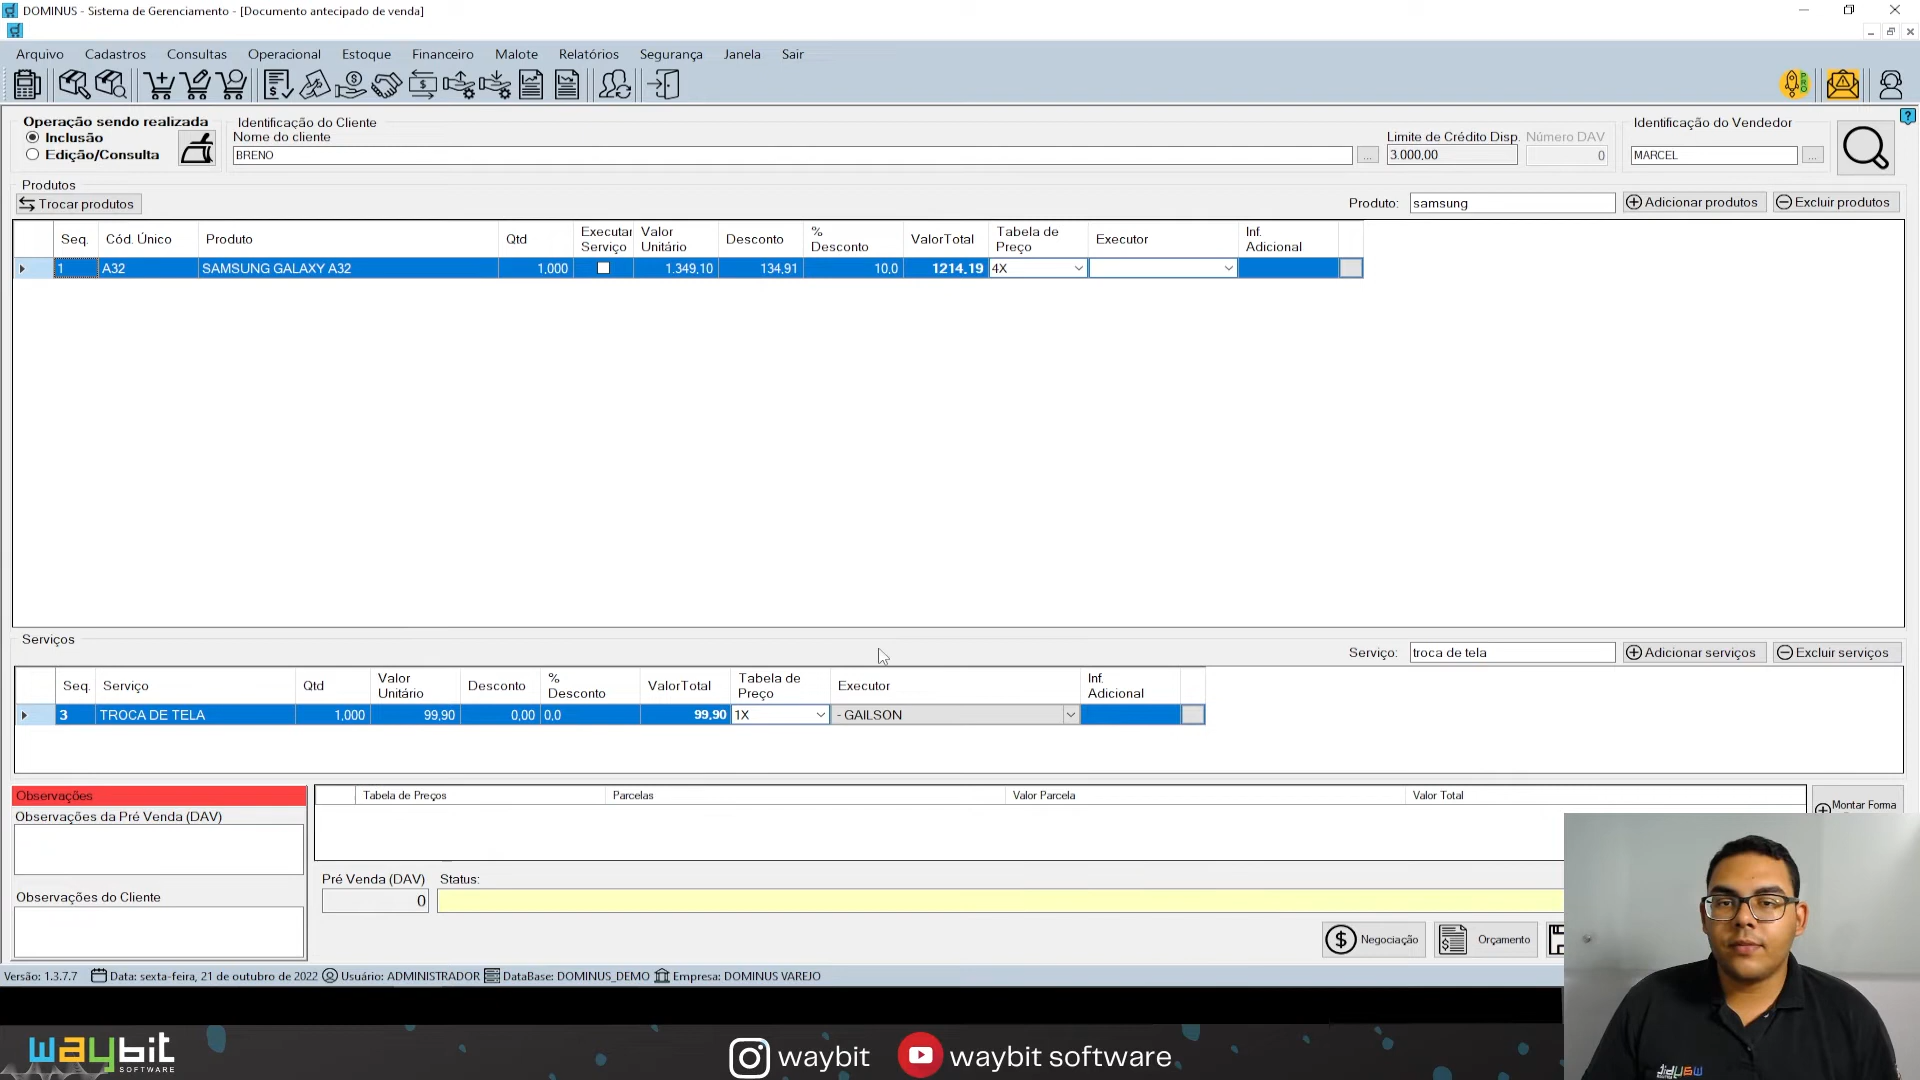 DOMINUS - Sistema de Gerenciamento - [Documento antecipado de venda]
Arquivo Cadastros Consultas Operacional Estoque Financeiro Malote Relatórios Segurança Janela Sair
PRO
?
Operação sendo realizada
Inclusão
Edição/Consulta
Identificação do Cliente
Nome do cliente
BRENO
...
Limite de Crédito Disp.
3.000,00
Número DAV
0
Identificação do Vendedor
MARCEL
...
Produtos
Trocar produtos
Produto: samsung
Adicionar produtos
Excluir produtos
Seq. Cód. Único Produto Qtd Executar Serviço Valor Unitário Desconto % Desconto ValorTotal Tabela de Preço Executor Inf. Adicional
1 A32 SAMSUNG GALAXY A32 1,000 1.349,10 134,91 10,0 1214,19 4X
Serviços
Serviço: troca de tela
Adicionar serviços
Excluir serviços
Seq. Serviço Qtd Valor Unitário Desconto % Desconto ValorTotal Tabela de Preço Executor Inf. Adicional
3 TROCA DE TELA 1,000 99,90 0,00 0,0 99,90 1X - GAILSON
Observações
Observações da Pré Venda (DAV)
Observações do Cliente
Tabela de Preços Parcelas Valor Parcela Valor Total
Montar Forma
Pré Venda (DAV)
0
Status:
Negociação
Orçamento
Versão: 1.3.7.7 Data: sexta-feira, 21 de outubro de 2022 Usuário: ADMINISTRADOR DataBase: DOMINUS_DEMO Empresa: DOMINUS VAREJO
waybit
SOFTWARE
waybit
waybit software